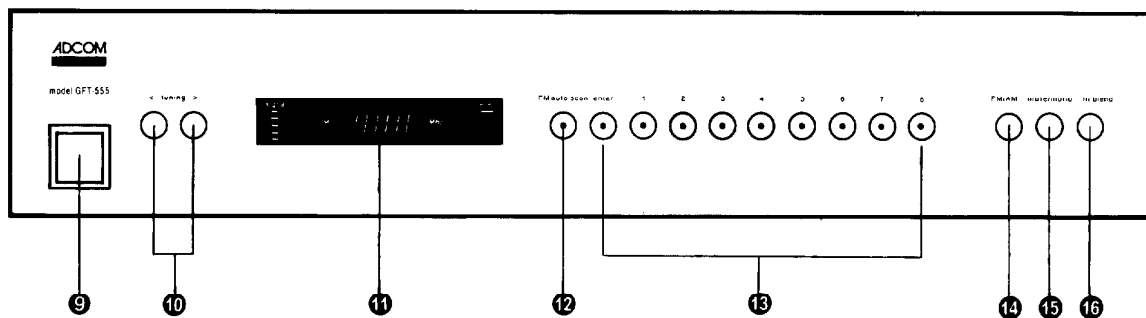 ADCOM
model GFT-555
< tuning >
FM auto scan enter 1 2 3 4 5 6 7 8
FM/AM mute/mono hi blend
9 10 11 12 13 14 15 16